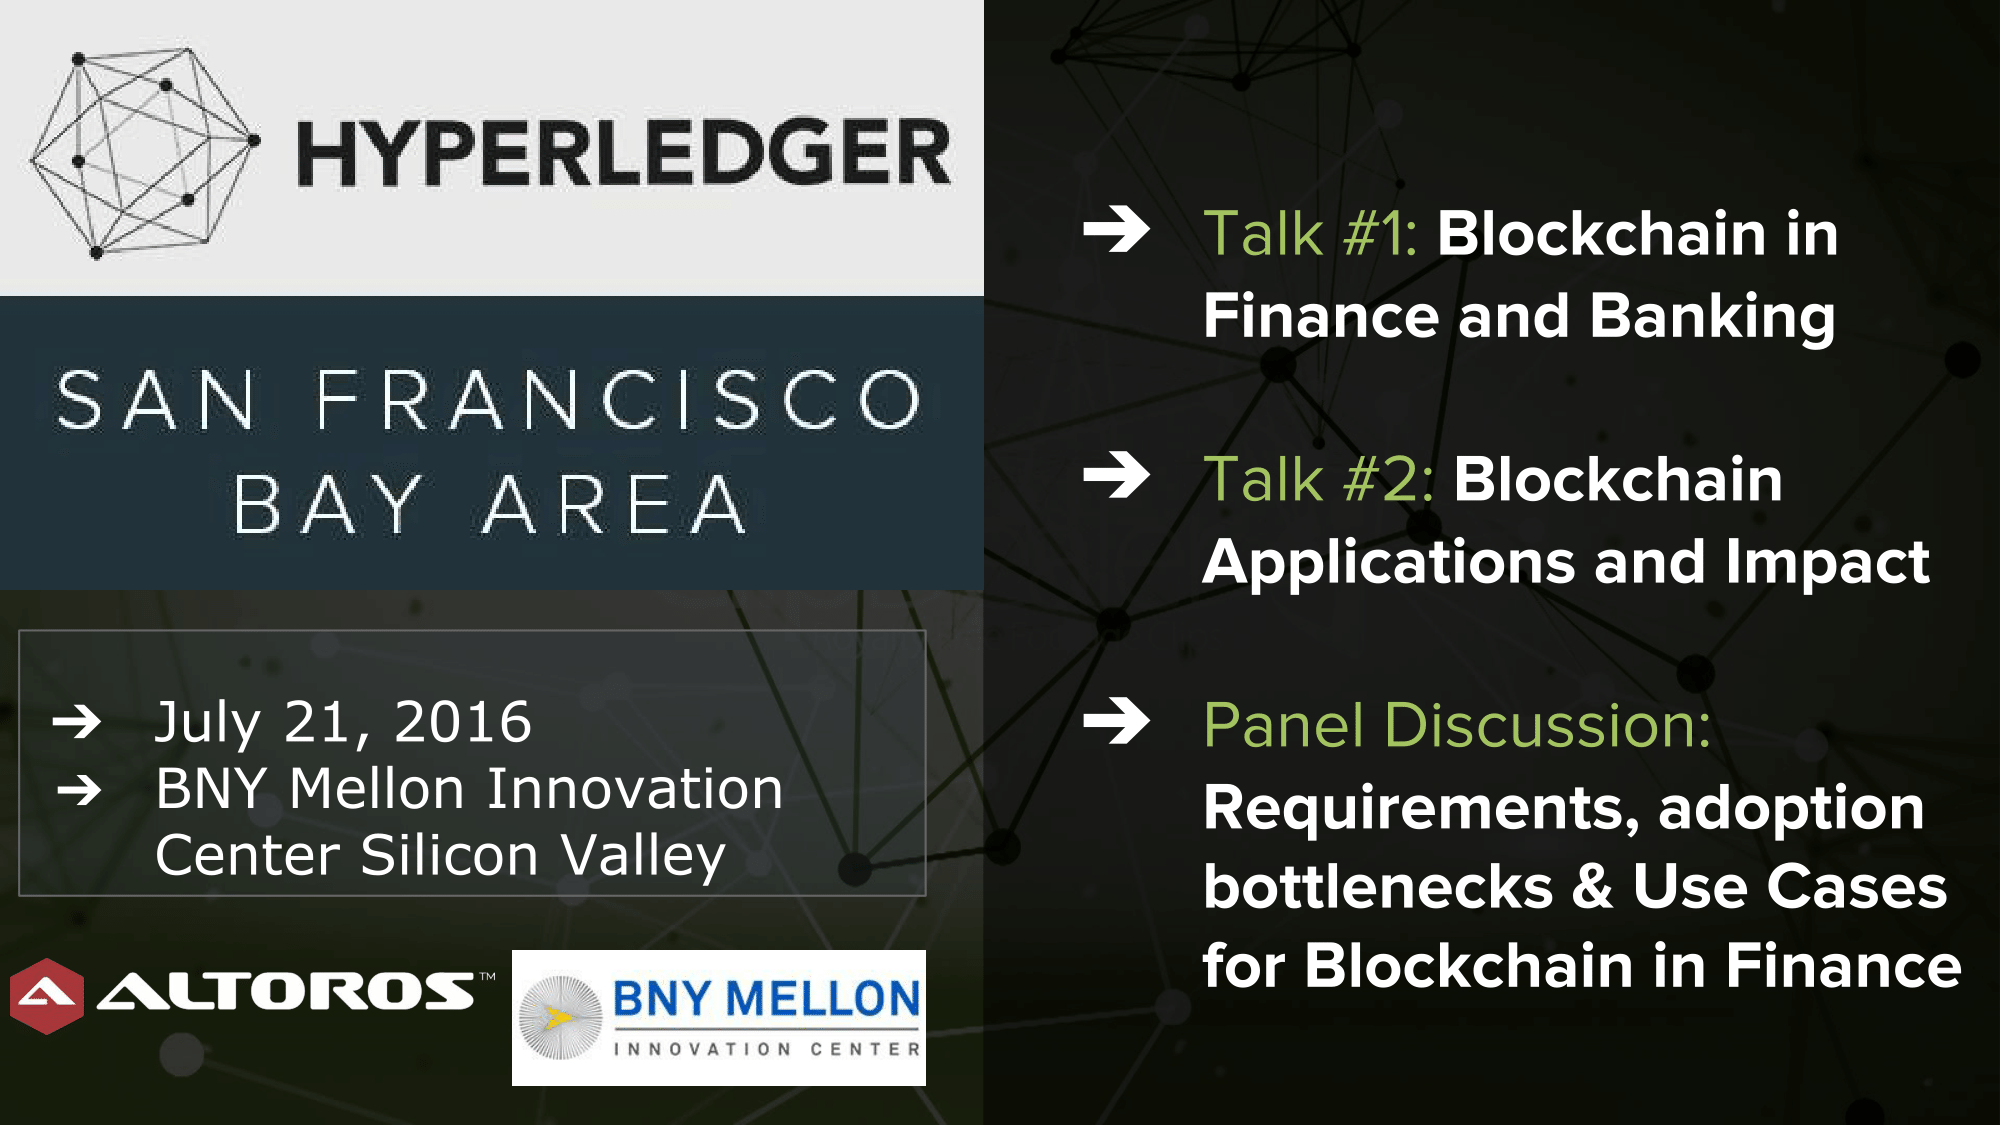 HYPERLEDGER
SAN FRANCISCO
BAY AREA
➔ July 21, 2016
➔ BNY Mellon Innovation
Center Silicon Valley
ALTOROS™
BNY MELLON
INNOVATION CENTER
➔ Talk #1: Blockchain in
Finance and Banking
➔ Talk #2: Blockchain
Applications and Impact
➔ Panel Discussion:
Requirements, adoption
bottlenecks & Use Cases
for Blockchain in Finance